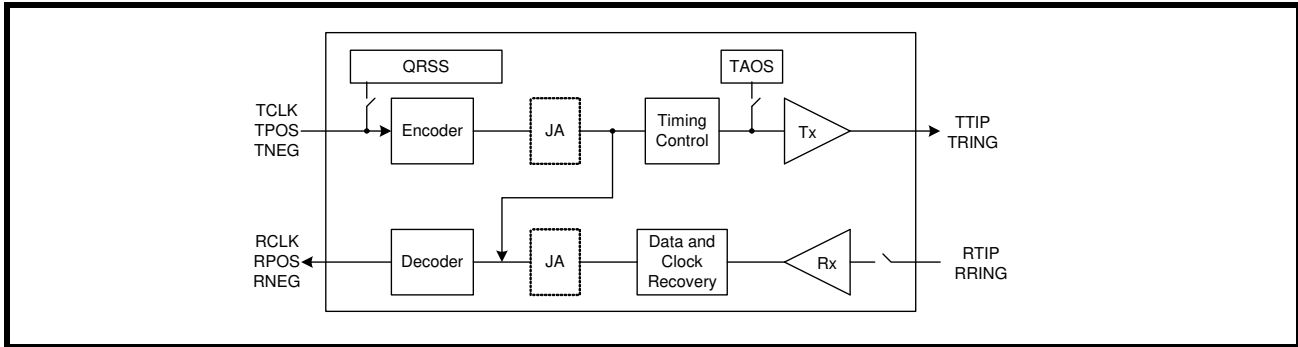 QRSS
TAOS
TCLK
TPOS
TNEG
Encoder
JA
Timing
Control
Tx
TTIP
TRING
RCLK
RPOS
RNEG
Decoder
JA
Data and
Clock
Recovery
Rx
RTIP
RRING